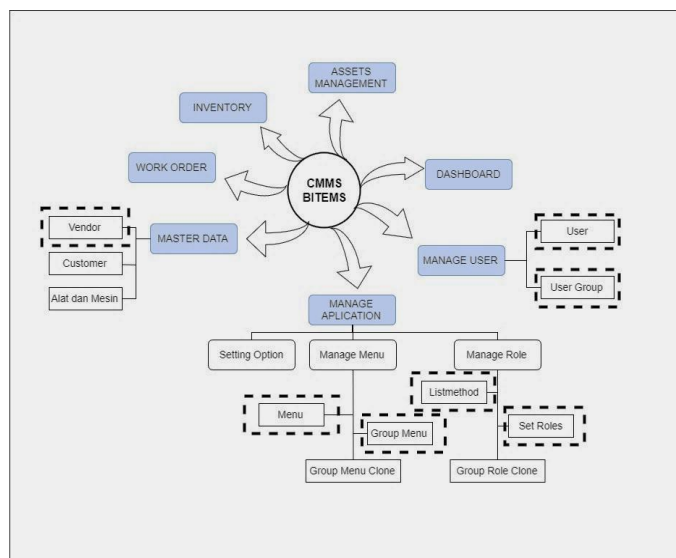 ASSETS
MANAGEMENT
INVENTORY
WORK ORDER
CMMS
BITEMS
DASHBOARD
Vendor
MASTER DATA
Customer
Alat dan Mesin
User
MANAGE USER
User Group
MANAGE
APLICATION
Setting Option
Manage Menu
Manage Role
Listmethod
Menu
Group Menu
Set Roles
Group Menu Clone
Group Role Clone